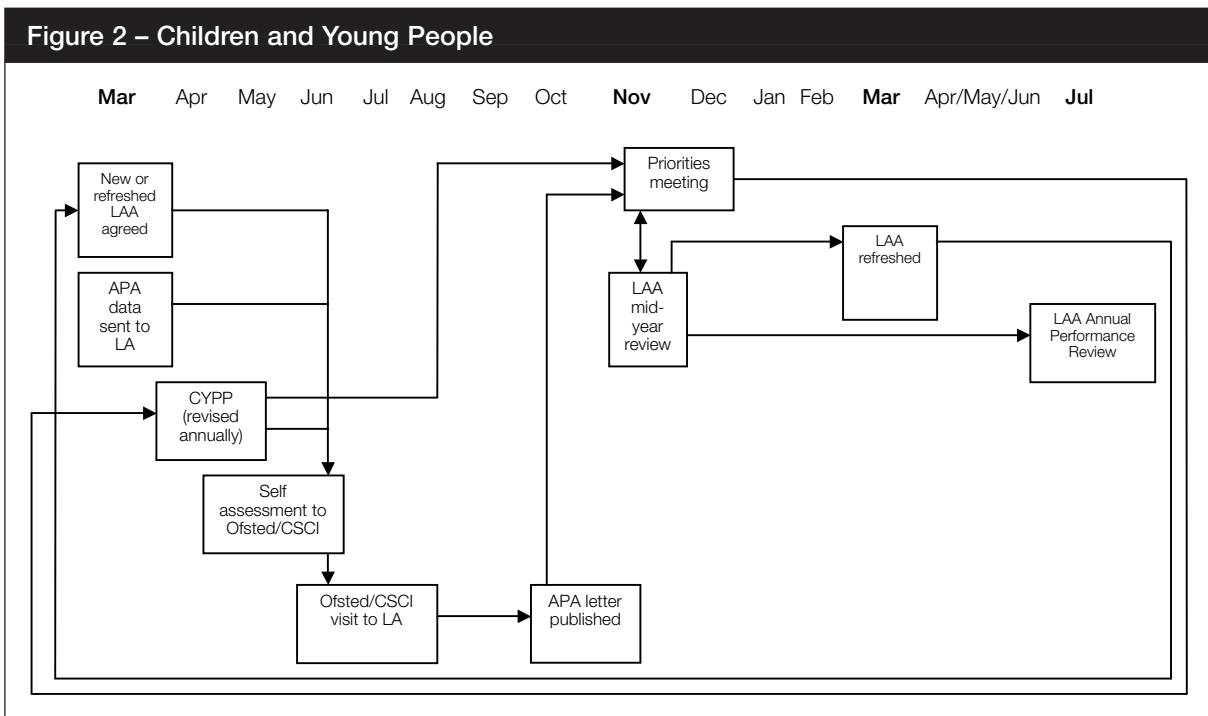 Figure 2 – Children and Young People
Mar Apr May Jun Jul Aug Sep Oct Nov Dec Jan Feb Mar Apr/May/Jun Jul
New or
refreshed
LAA
agreed
Priorities
meeting
LAA
refreshed
APA
data
sent to
LA
LAA
mid-
year
review
LAA Annual
Performance
Review
CYPP
(revised
annually)
Self
assessment to
Ofsted/CSCI
Ofsted/CSCI
visit to LA
APA letter
published